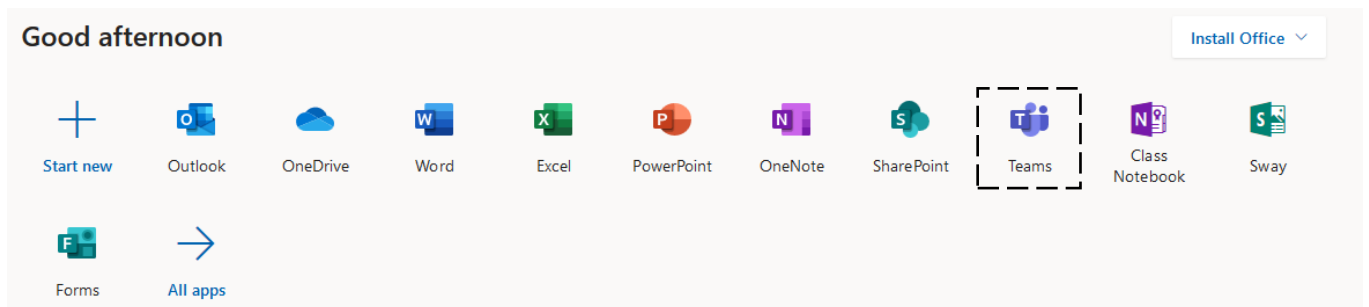 Good afternoon
Install Office
Start new
Outlook
OneDrive
Word
Excel
PowerPoint
OneNote
SharePoint
Teams
Class
Notebook
Sway
Forms
All apps